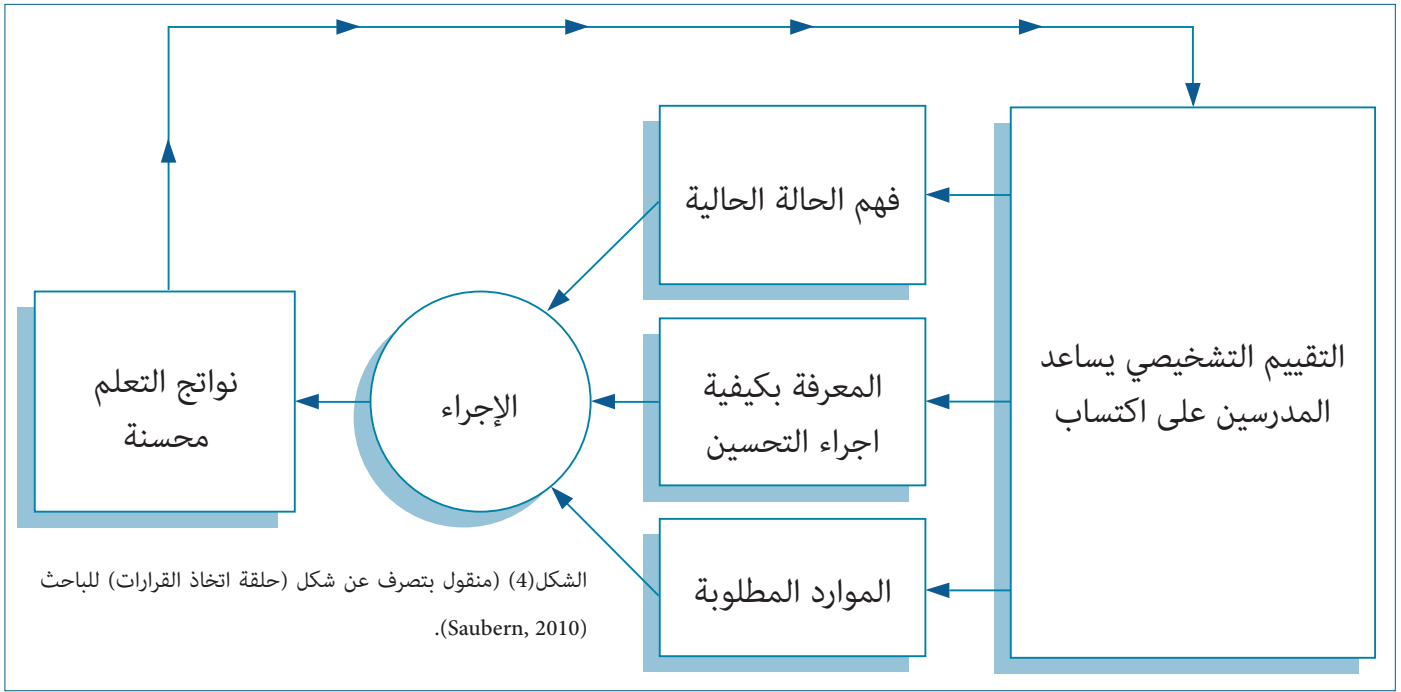 التقييم التشخيصي يساعد
المدرسين على اكتساب
فهم الحالة الحالية
المعرفة بكيفية
اجراء التحسين
الموارد المطلوبة
الإجراء
نواتج التعلم
محسنة
الشكل(4) (منقول بتصرف عن شكل (حلقة اتخاذ القرارات) للباحث
(Saubern, 2010).